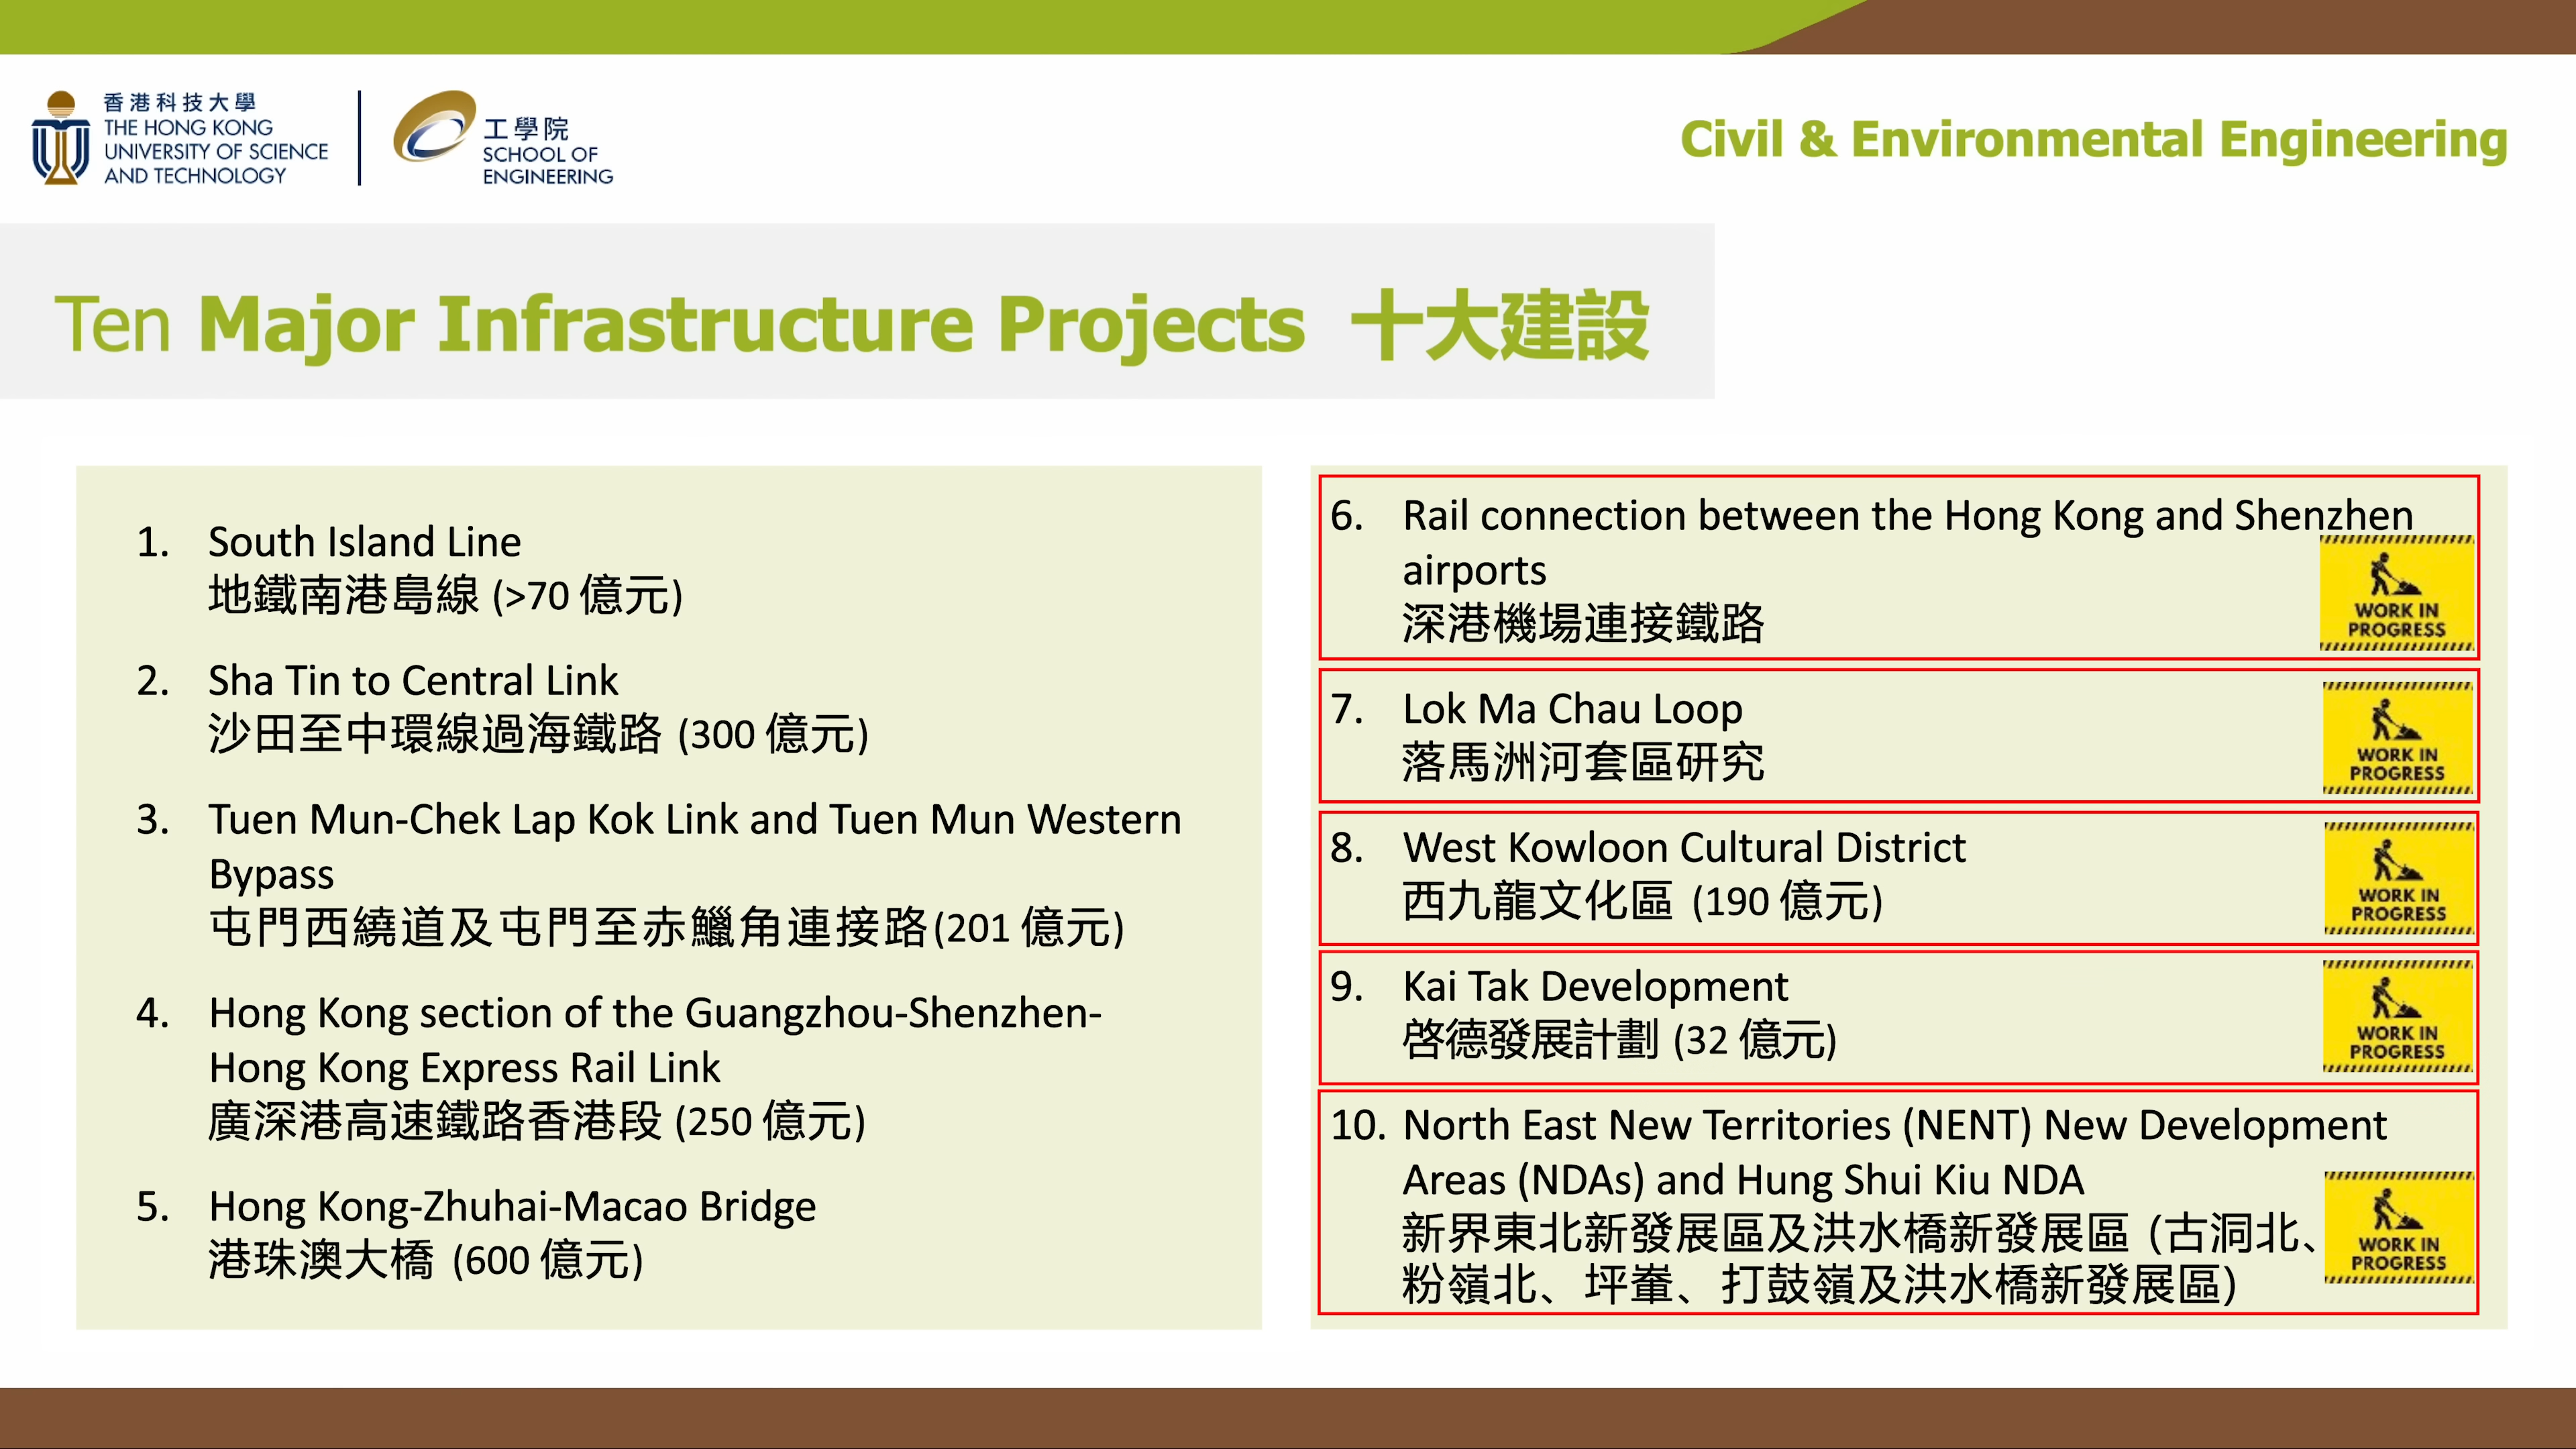 香港科技大學
THE HONG KONG
UNIVERSITY OF SCIENCE
AND TECHNOLOGY
工學院
SCHOOL OF
ENGINEERING
Civil & Environmental Engineering
Ten Major Infrastructure Projects 十大建設
1. South Island Line
地鐵南港島線 (>70 億元)
2. Sha Tin to Central Link
沙田至中環線過海鐵路 (300 億元)
3. Tuen Mun-Chek Lap Kok Link and Tuen Mun Western
Bypass
屯門西繞道及屯門至赤鱲角連接路(201 億元)
4. Hong Kong section of the Guangzhou-Shenzhen-
Hong Kong Express Rail Link
廣深港高速鐵路香港段 (250 億元)
5. Hong Kong-Zhuhai-Macao Bridge
港珠澳大橋 (600 億元)
6. Rail connection between the Hong Kong and Shenzhen
airports
深港機場連接鐵路
WORK IN
PROGRESS
7. Lok Ma Chau Loop
落馬洲河套區研究
WORK IN
PROGRESS
8. West Kowloon Cultural District
西九龍文化區 (190 億元)
WORK IN
PROGRESS
9. Kai Tak Development
啓德發展計劃 (32 億元)
WORK IN
PROGRESS
10. North East New Territories (NENT) New Development
Areas (NDAs) and Hung Shui Kiu NDA
新界東北新發展區及洪水橋新發展區 (古洞北、
粉嶺北、坪輋、打鼓嶺及洪水橋新發展區)
WORK IN
PROGRESS